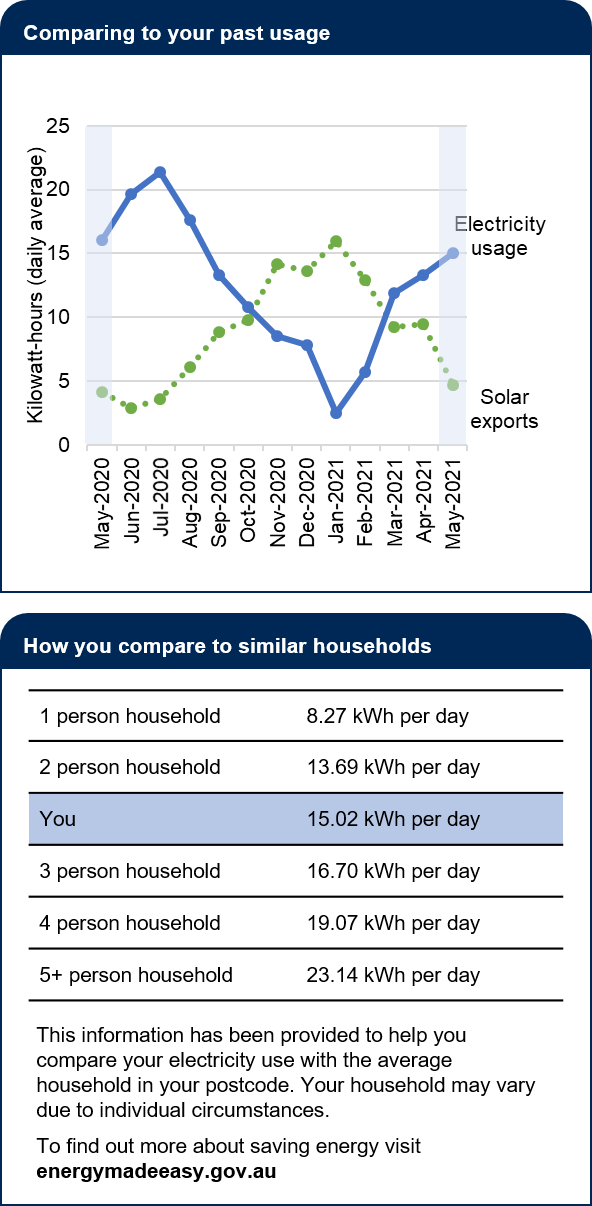 Comparing to your past usage
Kilowatt-hours (daily average)
25
20
15
10
5
0
Electricity
usage
Solar
exports
May-2020
Jun-2020
Jul-2020
Aug-2020
Sep-2020
Oct-2020
Nov-2020
Dec-2020
Jan-2021
Feb-2021
Mar-2021
Apr-2021
May-2021
How you compare to similar households
1 person household 8.27 kWh per day
2 person household 13.69 kWh per day
You 15.02 kWh per day
3 person household 16.70 kWh per day
4 person household 19.07 kWh per day
5+ person household 23.14 kWh per day
This information has been provided to help you
compare your electricity use with the average
household in your postcode. Your household may vary
due to individual circumstances.
To find out more about saving energy visit
energymadeeasy.gov.au